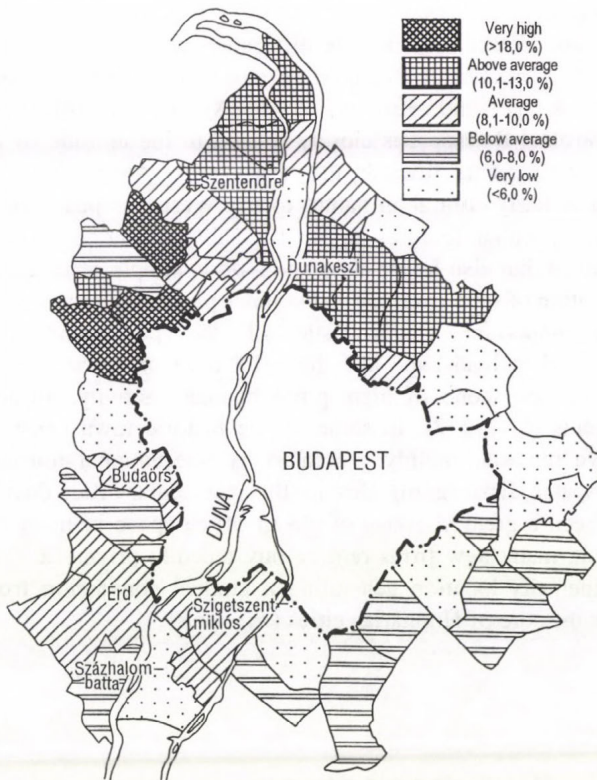 Very high
(>18,0 %)
Above average
(10,1-13,0 %)
Average
(8,1-10,0 %)
Below average
(6,0-8,0 %)
Very low
(<6,0 %)
Szentendre
Dunakeszi
BUDAPEST
Budaörs
DUNA
Érd
Szigetszent-
miklós
Százhalom-
batta